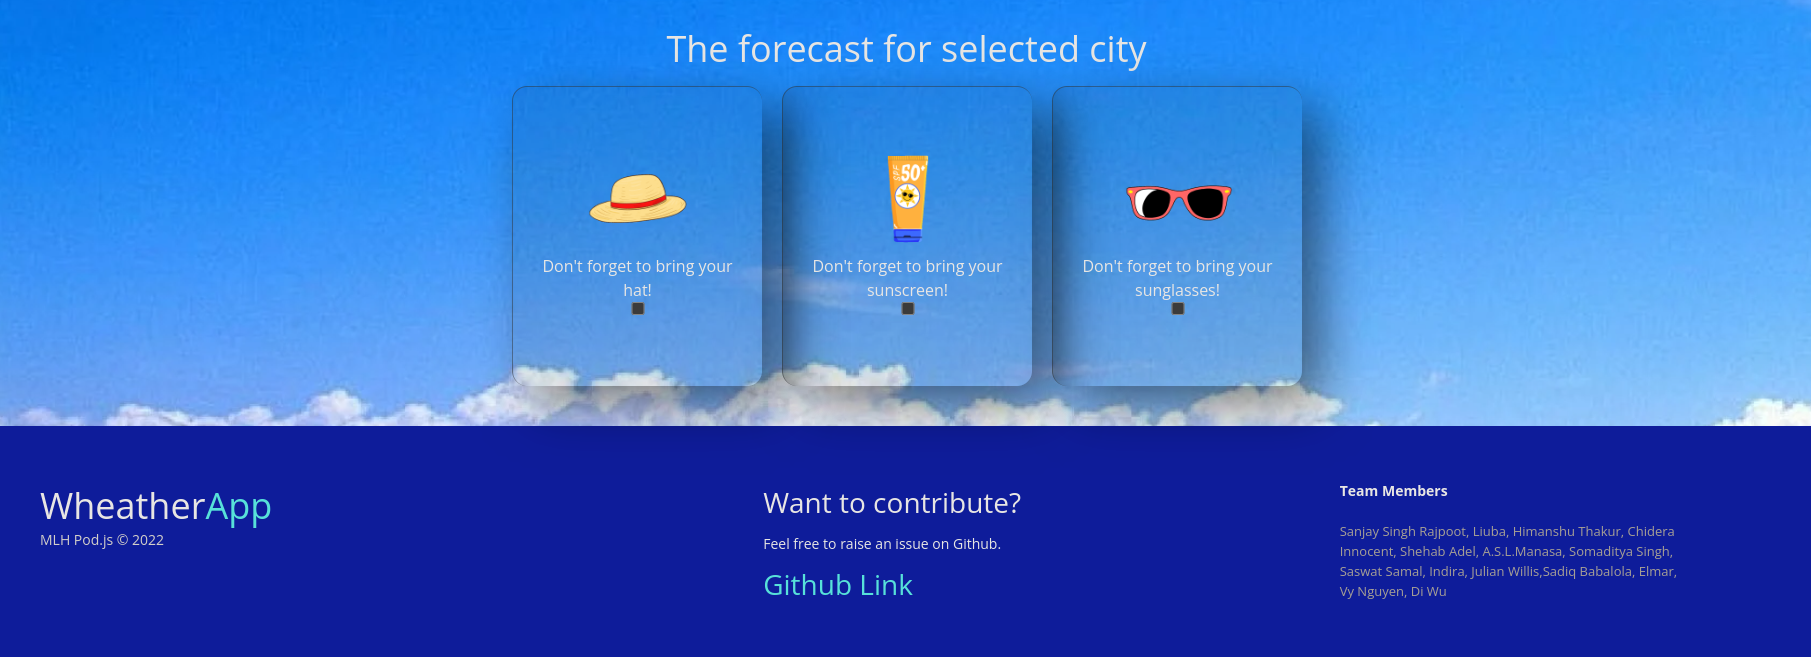 The forecast for selected city
50+
Don't forget to bring your
hat!
Don't forget to bring your
sunscreen!
Don't forget to bring your
sunglasses!
WheatherApp
MLH Pod.js © 2022
Want to contribute?
Feel free to raise an issue on Github.
Github Link
Team Members
Sanjay Singh Rajpoot, Liuba, Himanshu Thakur, Chidera
Innocent, Shehab Adel, A.S.L.Manasa, Somaditya Singh,
Saswat Samal, Indira, Julian Willis,Sadiq Babalola, Elmar,
Vy Nguyen, Di Wu